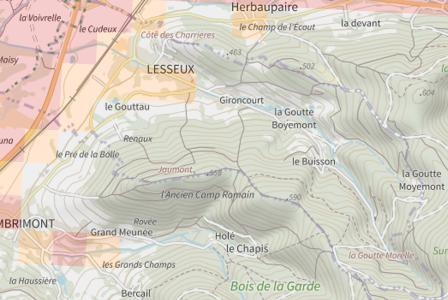 Herbaupaire
la Voivrelle
le Cudeux
le Champ de l'Écout
la devant
Côté des Charrières
463
502
LESSEUX
604
le Gouttau
Gironcourt
la Goutte
Boyemont
Renaux
le Pré de la Bolle
le Buisson
Jaumont
558
la Goutte
Moyemont
l'Ancien Camp Romain
590
MBRIMONT
Rovée
Grand Meunée
Holé
le Chapis
la Goutte Morelle
les Grands Champs
la Haussière
Bois de la Garde
Bercail